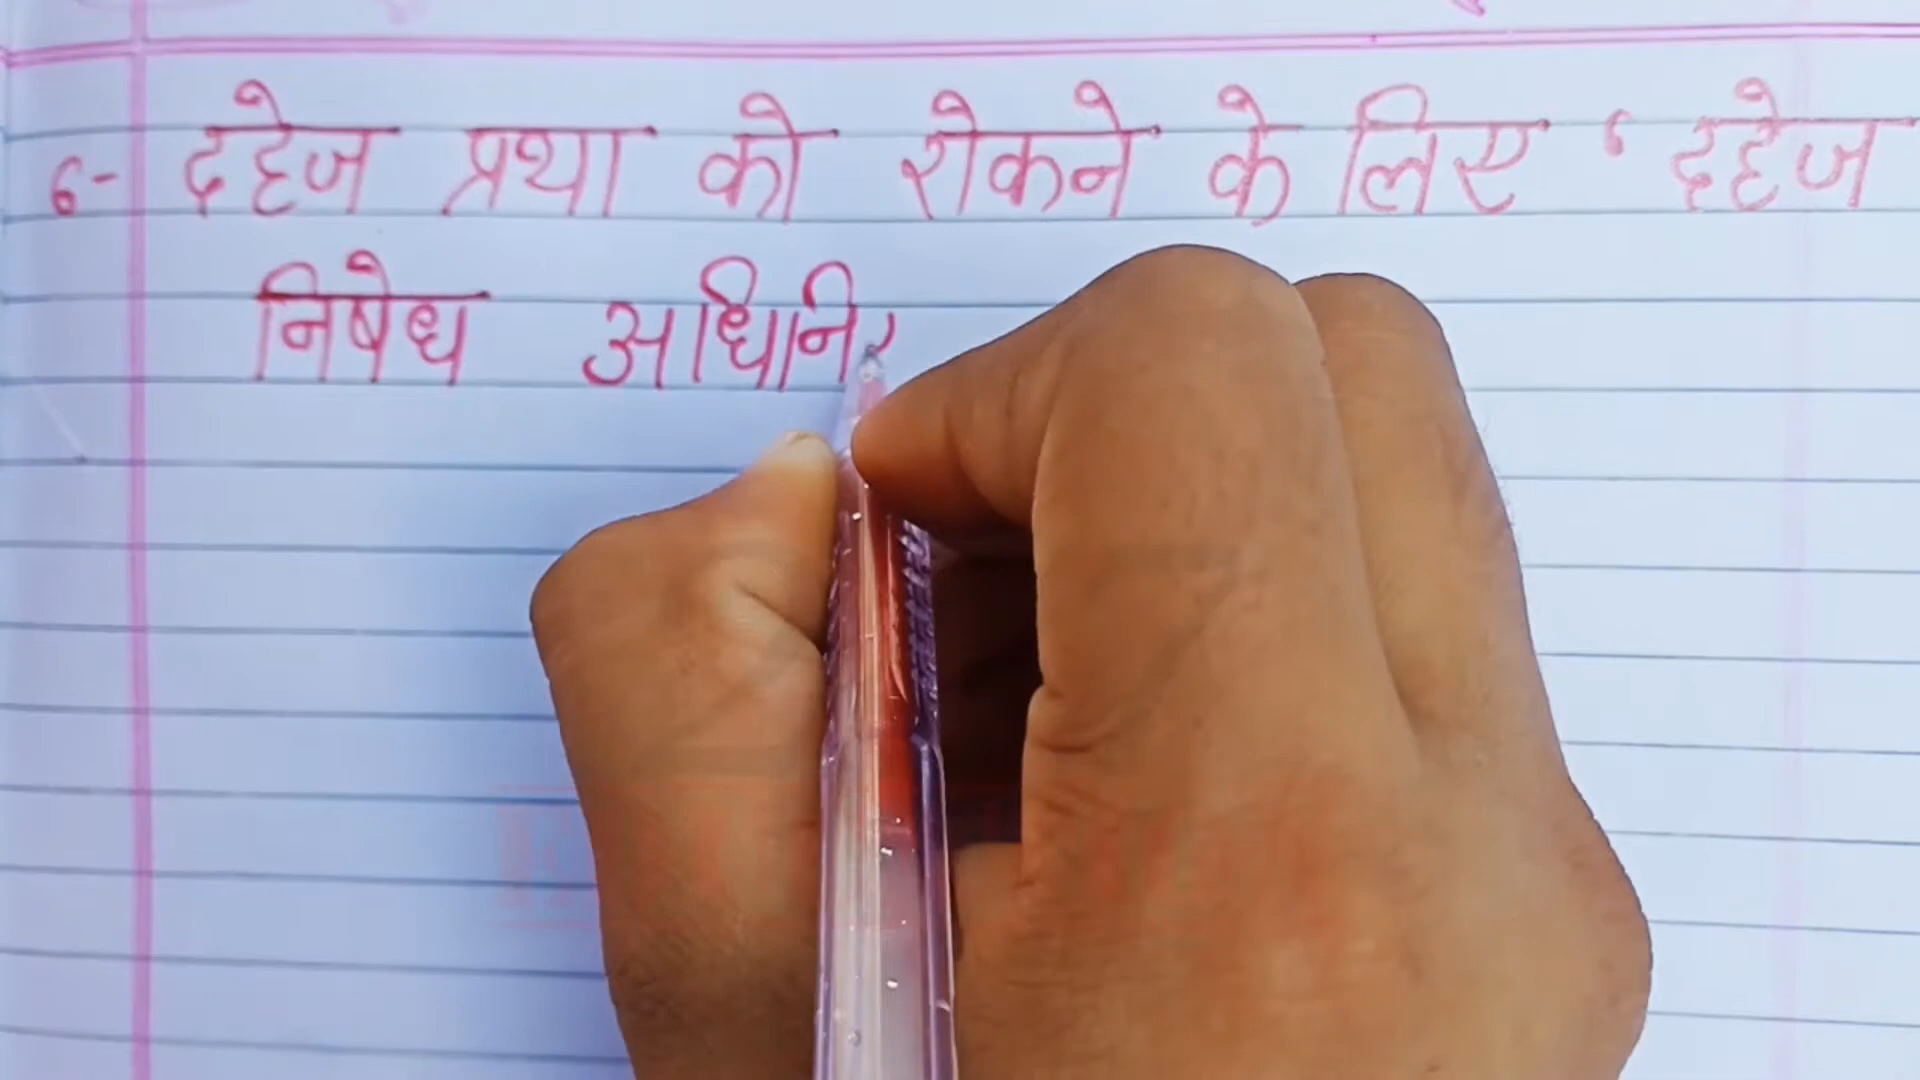 6- दहेज प्रथा को रोकने के लिए ' दहेज
निषेध